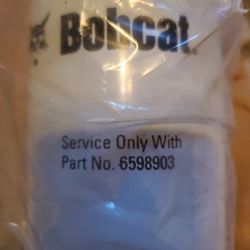 Bobcat
Service Only With
Part No. 6598903